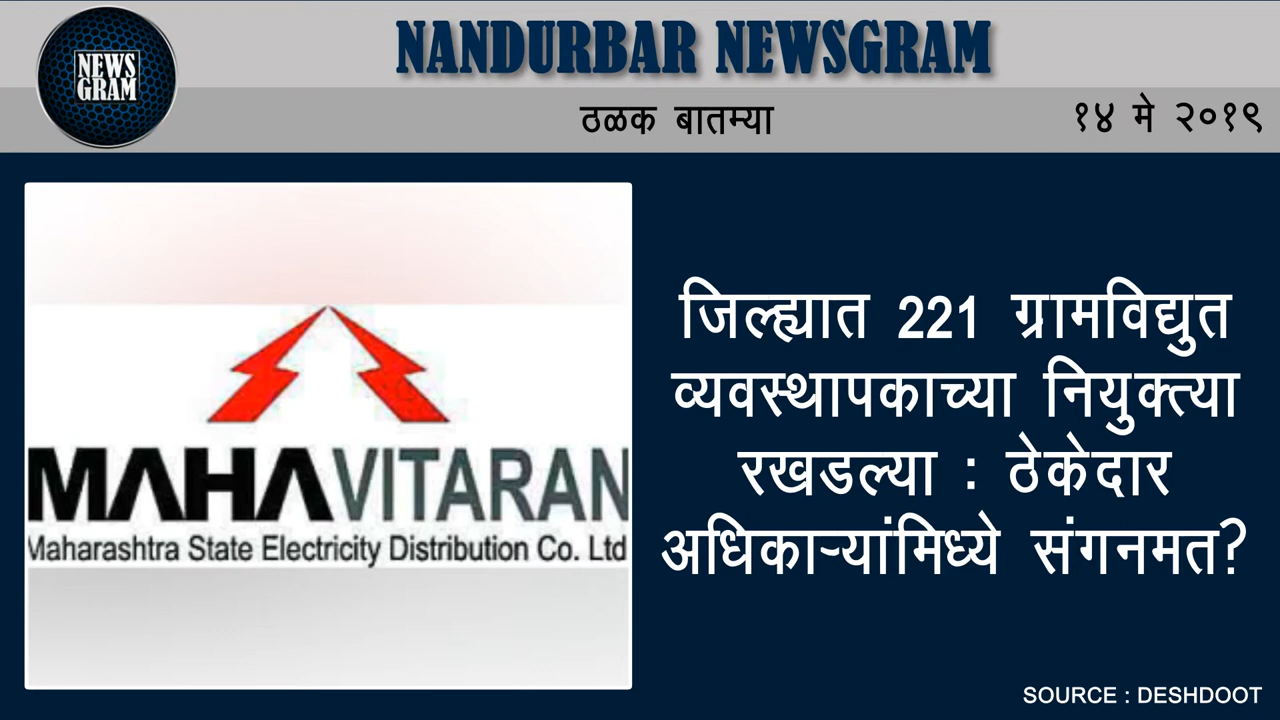 NEWS
GRAM
NANDURBAR NEWSGRAM
ठळक बातम्या
१४ मे २०१९
MAHAVITARAN
Maharashtra State Electricity Distribution Co. Ltd
जिल्ह्यात 221 ग्रामविद्युत
व्यवस्थापकाच्या नियुक्त्या
रखडल्या : ठेकेदार
अधिकाऱ्यांमिध्ये संगनमत?
SOURCE : DESHDOOT